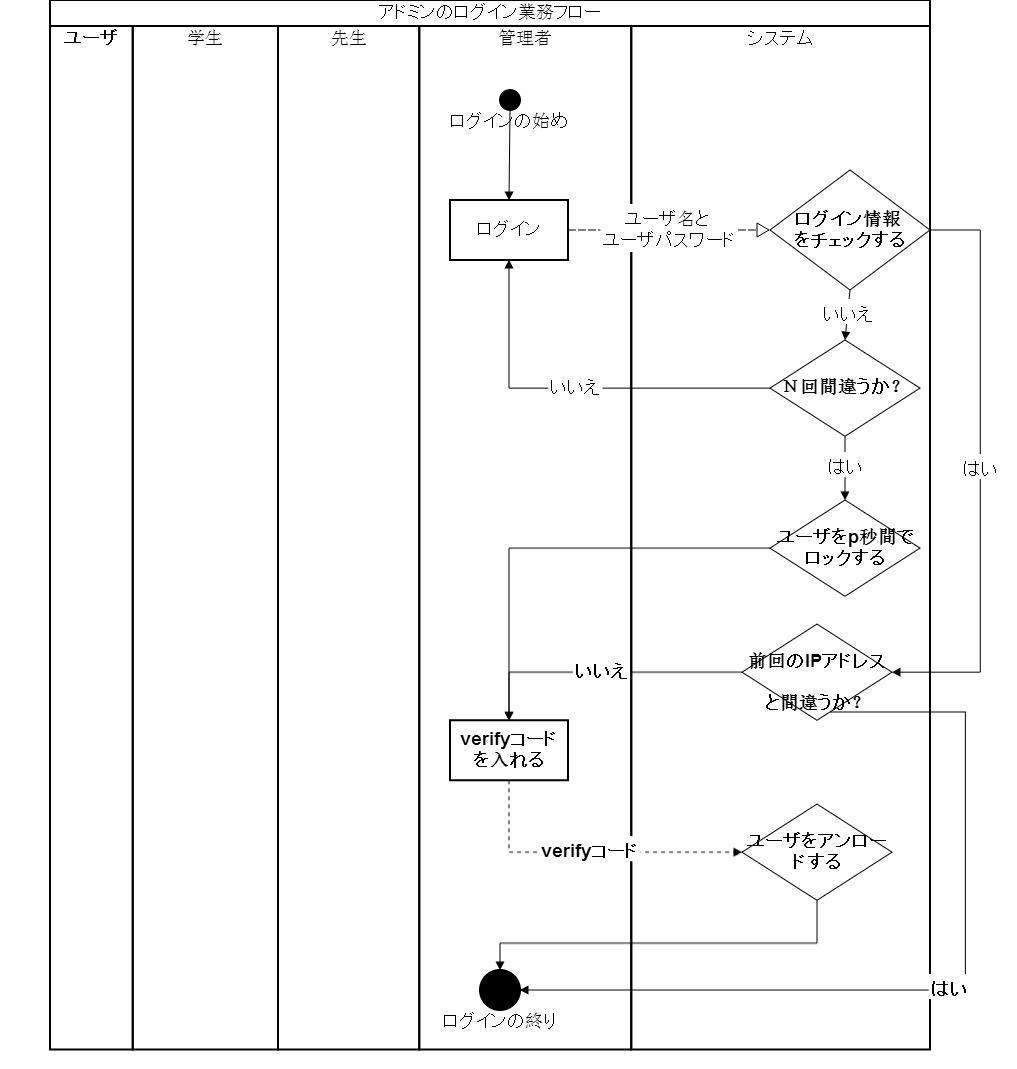 アドミンのログイン業務フロー
ユーザ
学生
先生
管理者
システム
ログインの始め
ログイン
ユーザ名と
ユーザパスワード
ログイン情報
をチェックする
いいえ
N回間違うか?
いいえ
はい
はい
ユーザをp秒間で
ロックする
前回のIPアドレス
と間違うか?
いいえ
verifyコード
を入れる
verifyコード
ユーザをアンロー
ドする
はい
ログインの終り